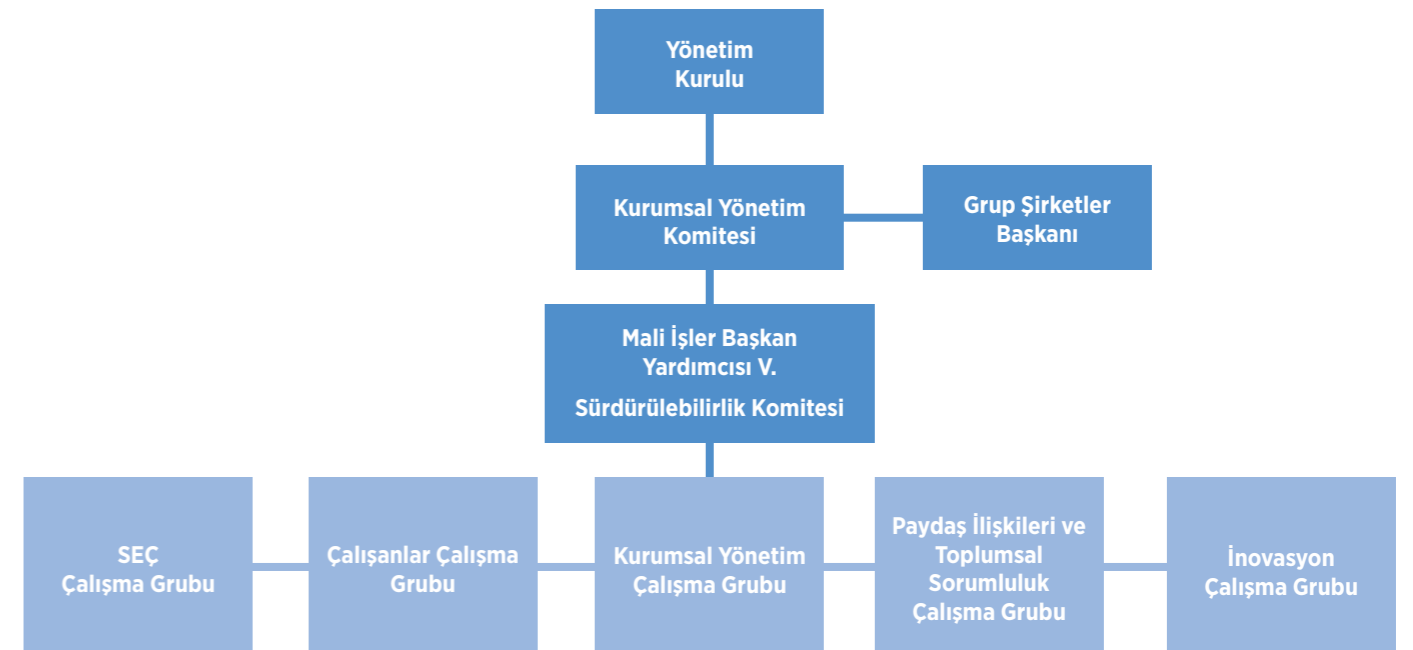 Yönetim
Kurulu
Kurumsal Yönetim
Komitesi
Grup Şirketler
Başkanı
Mali İşler Başkan
Yardımcısı V.
Sürdürülebilirlik Komitesi
SEÇ
Çalışma Grubu
Çalışanlar Çalışma
Grubu
Kurumsal Yönetim
Çalışma Grubu
Paydaş İlişkileri ve
Toplumsal
Sorumluluk
Çalışma Grubu
İnovasyon
Çalışma Grubu